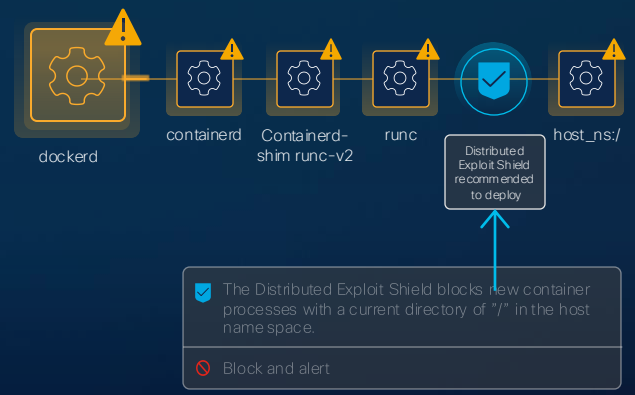 dockerd
containerd
Containerd-
shim runc-v2
runc
host_ns:/
Distributed
Exploit Shield
recommended
to deploy
The Distributed Exploit Shield blocks new container
processes with a current directory of "/" in the host
name space.
Block and alert